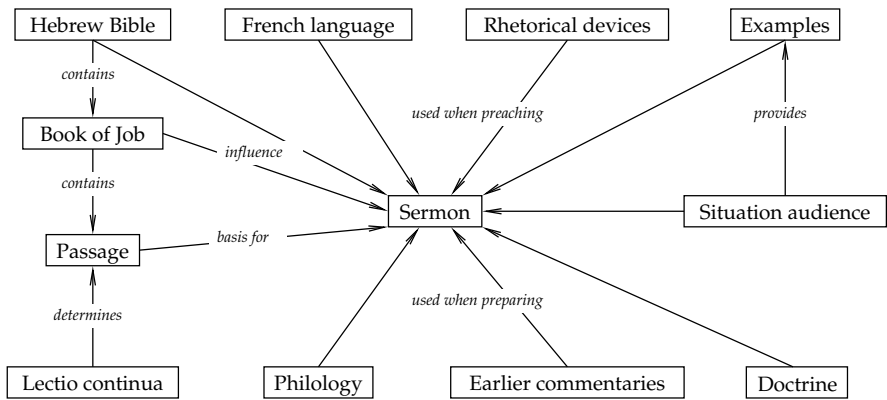 Hebrew Bible
French language
Rhetorical devices
Examples
contains
used when preaching
provides
Book of Job
influence
contains
Sermon
Situation audience
Passage
basis for
determines
used when preparing
Lectio continua
Philology
Earlier commentaries
Doctrine